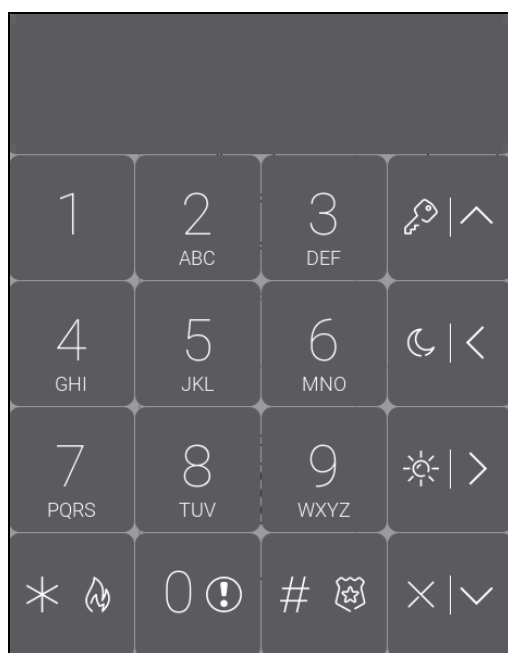 1 2 3
ABC DEF
4 5 6
GHI JKL MNO
7 8 9
PQRS TUV WXYZ
* 0 #